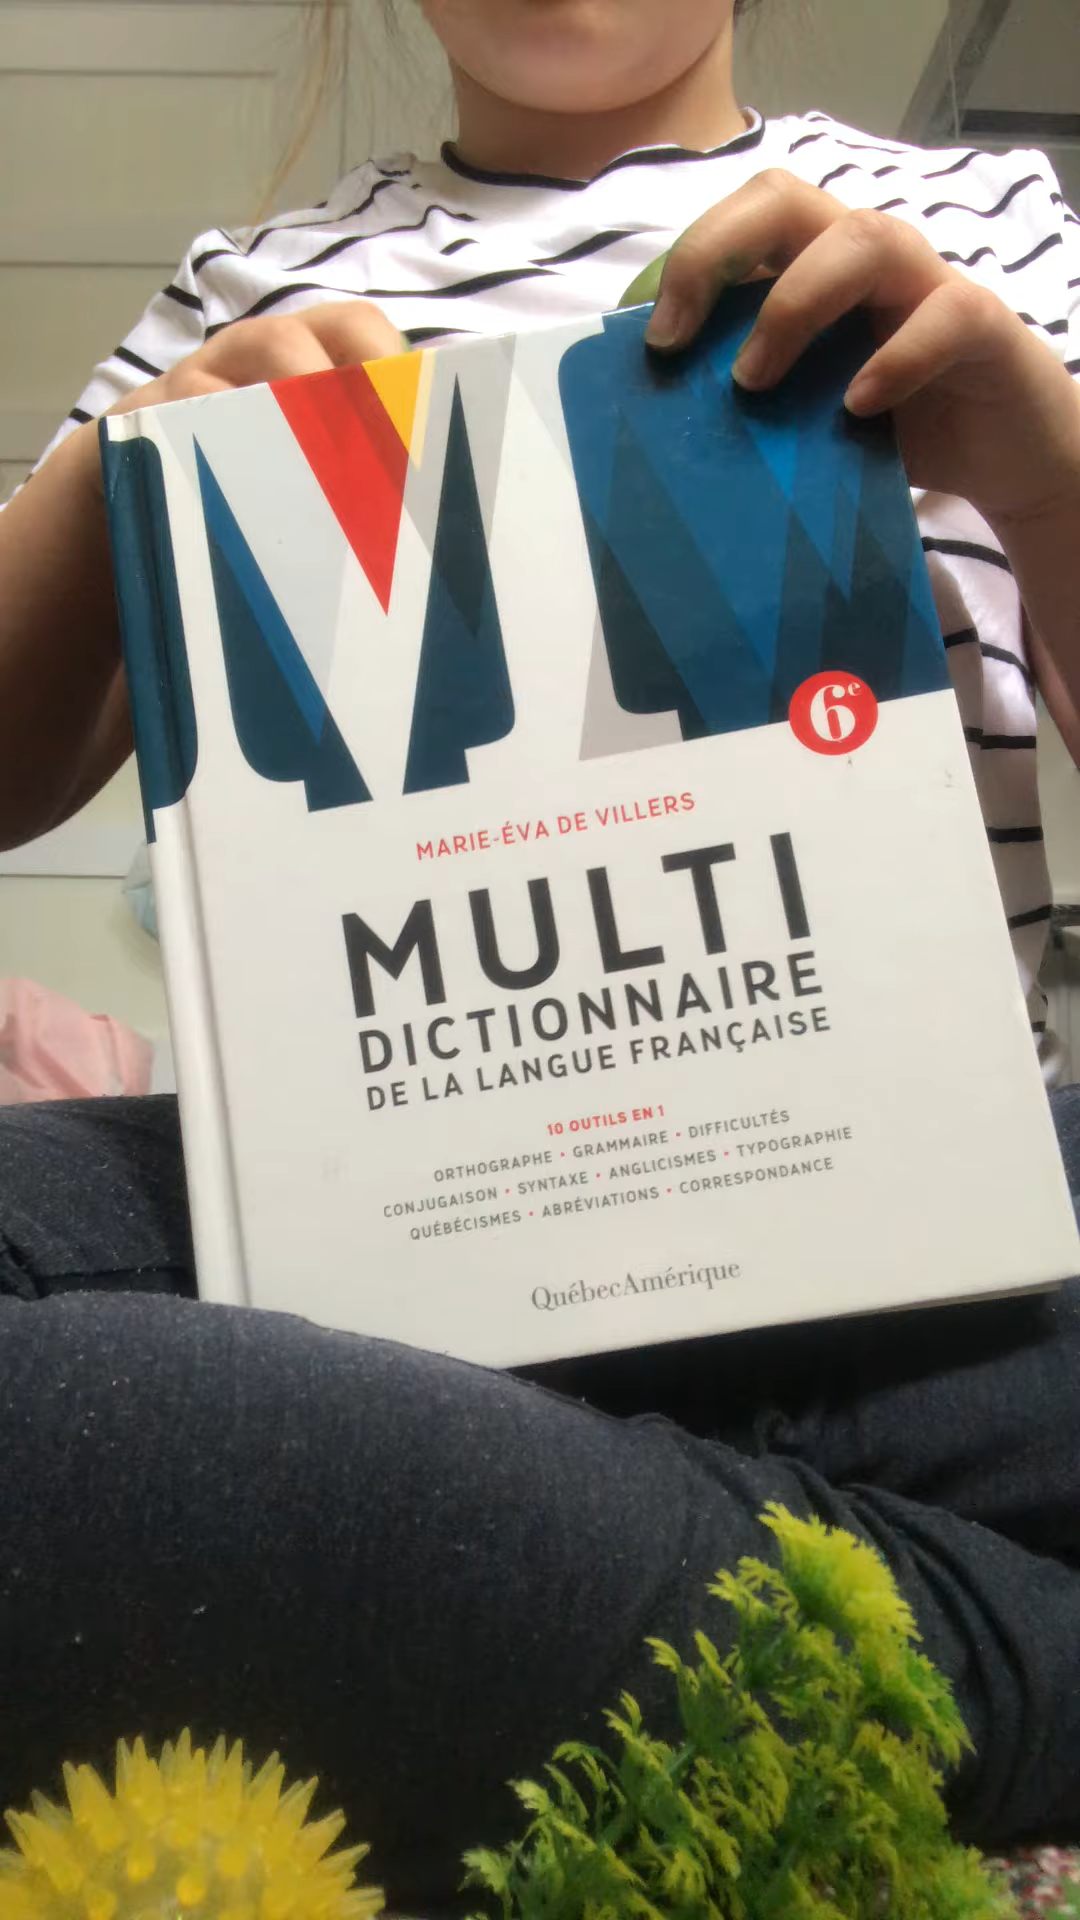 6e
MARIE-ÉVA DE VILLERS
MULTI
DICTIONNAIRE
DE LA LANGUE FRANÇAISE
10 OUTILS EN 1
ORTHOGRAPHE • GRAMMAIRE • DIFFICULTÉS
CONJUGAISON • SYNTAXE • ANGLICISMES • TYPOGRAPHIE
QUÉBÉCISMES • ABRÉVIATIONS • CORRESPONDANCE
QuébecAmérique